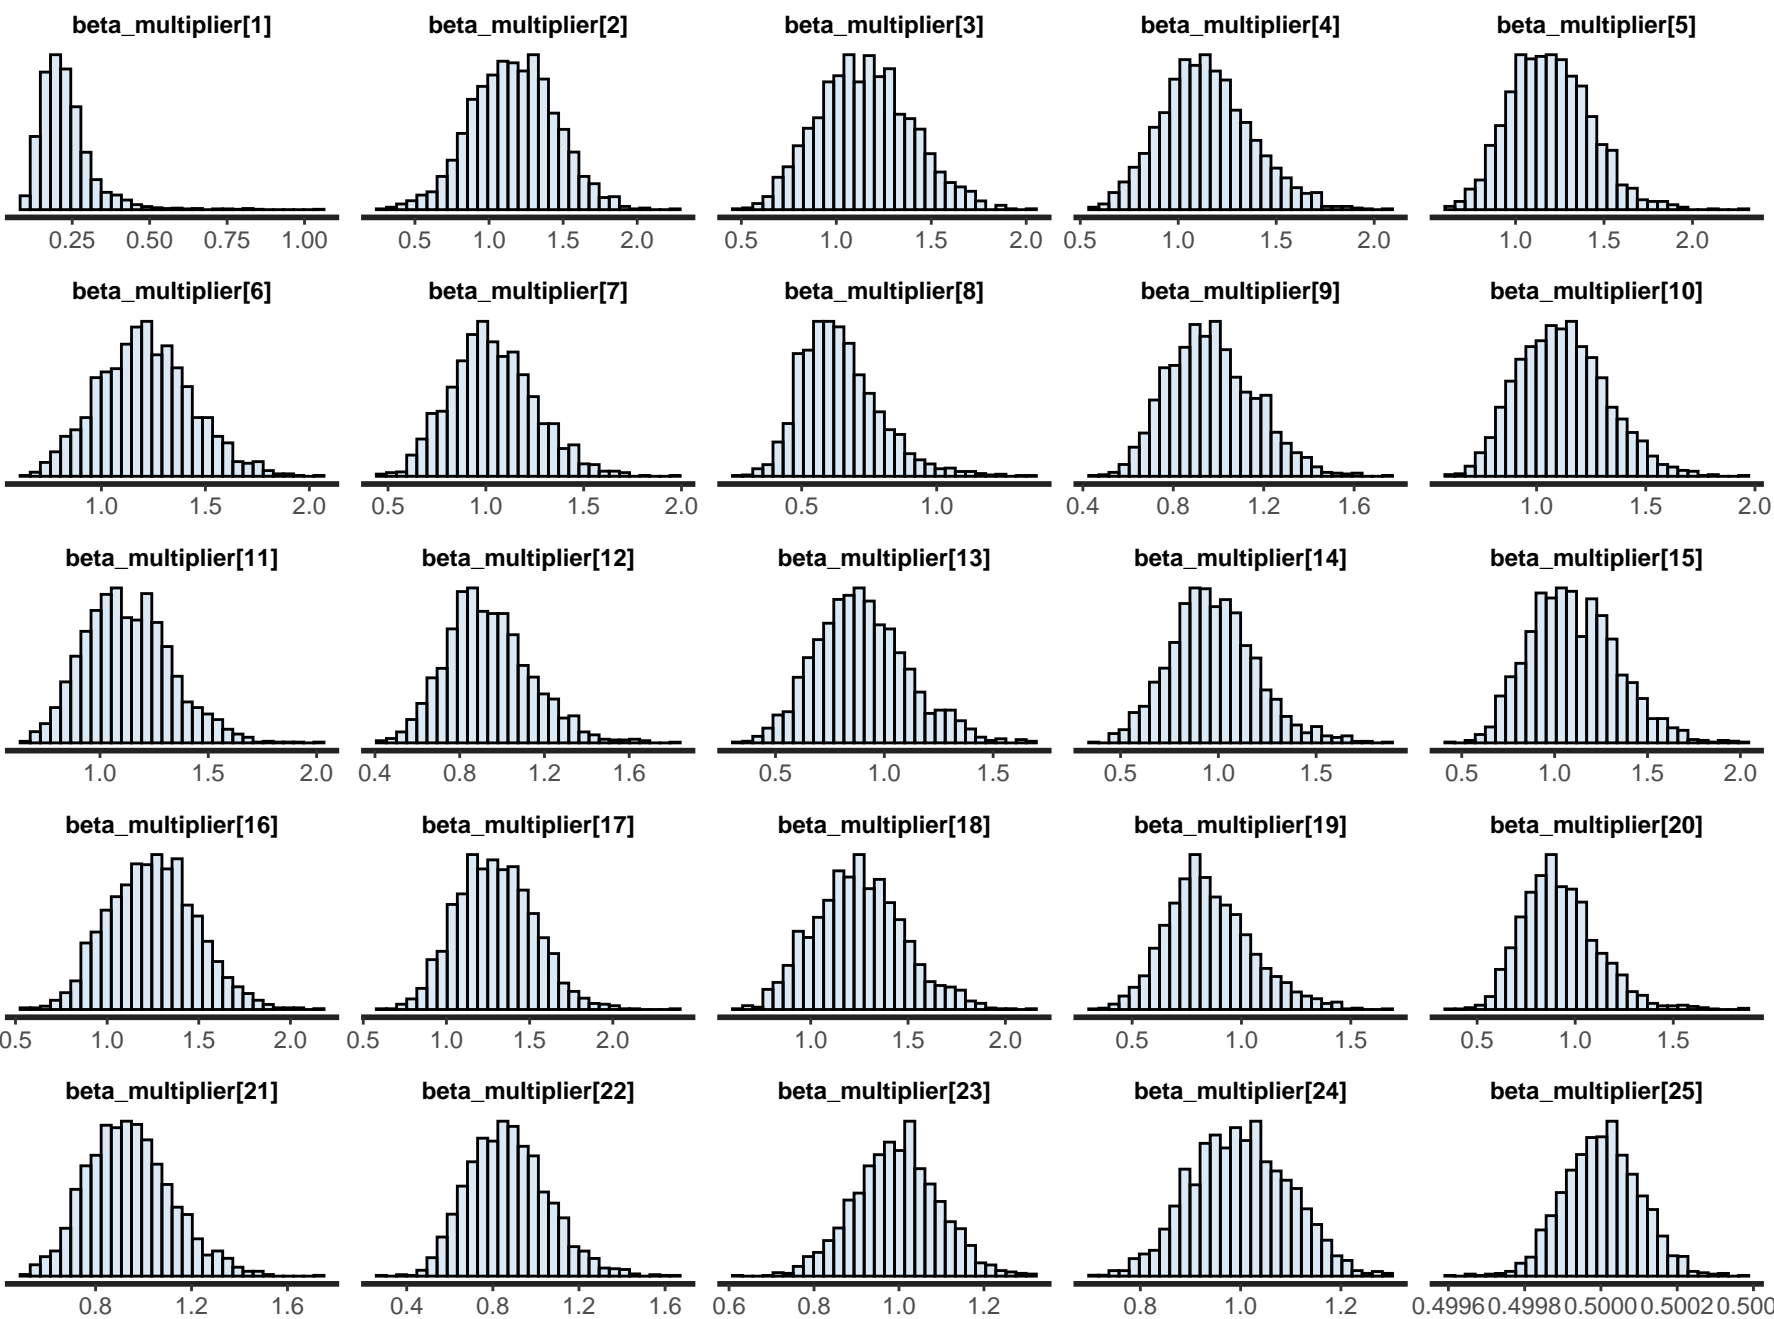 beta_multiplier[1] beta_multiplier[2] beta_multiplier[3] beta_multiplier[4] beta_multiplier[5]
0.25 0.50 0.75 1.00 0.5 1.0 1.5 2.0 0.5 1.0 1.5 2.0 0.5 1.0 1.5 2.0 1.0 1.5 2.0
beta_multiplier[6] beta_multiplier[7] beta_multiplier[8] beta_multiplier[9] beta_multiplier[10]
1.0 1.5 2.0 0.5 1.0 1.5 2.0 0.5 1.0 0.4 0.8 1.2 1.6 1.0 1.5 2.0
beta_multiplier[11] beta_multiplier[12] beta_multiplier[13] beta_multiplier[14] beta_multiplier[15]
1.0 1.5 2.0 0.4 0.8 1.2 1.6 0.5 1.0 1.5 0.5 1.0 1.5 0.5 1.0 1.5 2.0
beta_multiplier[16] beta_multiplier[17] beta_multiplier[18] beta_multiplier[19] beta_multiplier[20]
0.5 1.0 1.5 2.0 0.5 1.0 1.5 2.0 1.0 1.5 2.0 0.5 1.0 1.5 0.5 1.0 1.5
beta_multiplier[21] beta_multiplier[22] beta_multiplier[23] beta_multiplier[24] beta_multiplier[25]
0.8 1.2 1.6 0.4 0.8 1.2 1.6 0.6 0.8 1.0 1.2 0.8 1.0 1.2 0.4996 0.4998 0.5000 0.5002 0.500